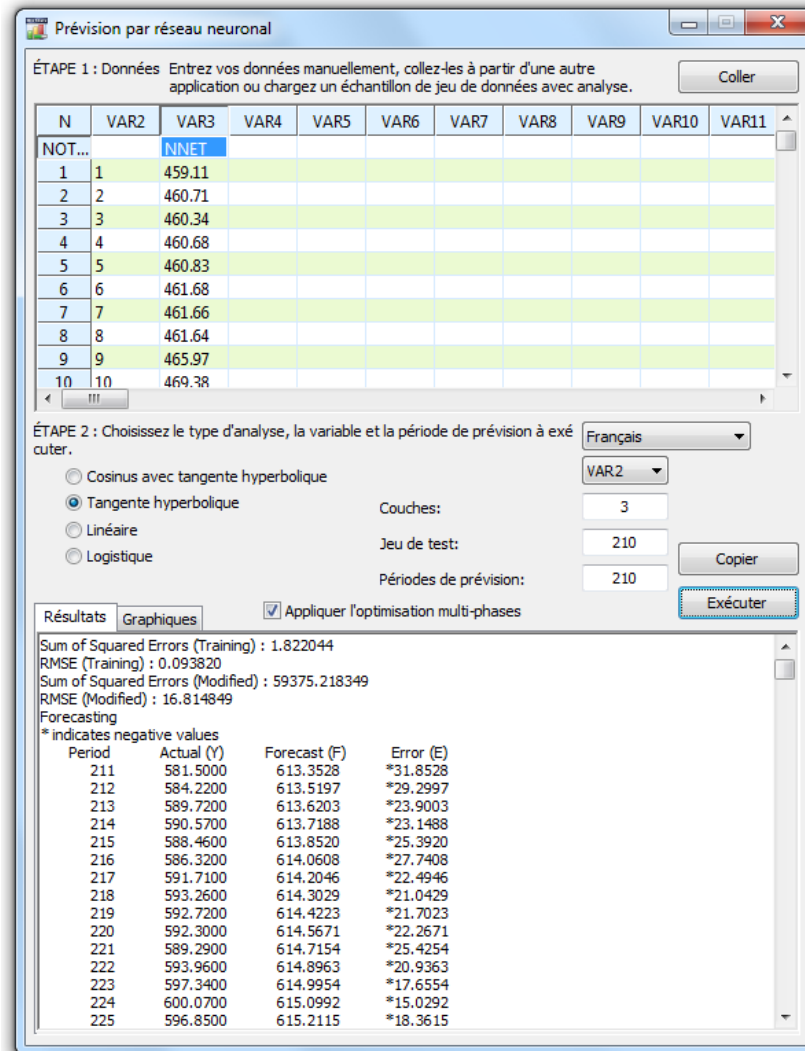 Prévision par réseau neuronal
ÉTAPE 1 : Données Entrez vos données manuellement, collez-les à partir d'une autre
application ou chargez un échantillon de jeu de données avec analyse.
Coller
N VAR2 VAR3 VAR4 VAR5 VAR6 VAR7 VAR8 VAR9 VAR10 VAR11
NOT... NNET
1 1 459.11
2 2 460.71
3 3 460.34
4 4 460.68
5 5 460.83
6 6 461.68
7 7 461.66
8 8 461.64
9 9 465.97
10 10 469.38
ÉTAPE 2 : Choisissez le type d'analyse, la variable et la période de prévision à exé
cuter.
Français
VAR2
Cosinus avec tangente hyperbolique
Tangente hyperbolique
Linéaire
Logistique
Couches: 3
Jeu de test: 210
Périodes de prévision: 210
Copier
Exécuter
Appliquer l'optimisation multi-phases
Résultats Graphiques
Sum of Squared Errors (Training) : 1.822044
RMSE (Training) : 0.093820
Sum of Squared Errors (Modified) : 59375.218349
RMSE (Modified) : 16.814849
Forecasting
* indicates negative values
Period Actual (Y) Forecast (F) Error (E)
211 581.5000 613.3528 *31.8528
212 584.2200 613.5197 *29.2997
213 589.7200 613.6203 *23.9003
214 590.5700 613.7188 *23.1488
215 588.4600 613.8520 *25.3920
216 586.3200 614.0608 *27.7408
217 591.7100 614.2046 *22.4946
218 593.2600 614.3029 *21.0429
219 592.7200 614.4223 *21.7023
220 592.3000 614.5671 *22.2671
221 589.2900 614.7154 *25.4254
222 593.9600 614.8963 *20.9363
223 597.3400 614.9954 *17.6554
224 600.0700 615.0992 *15.0292
225 596.8500 615.2115 *18.3615